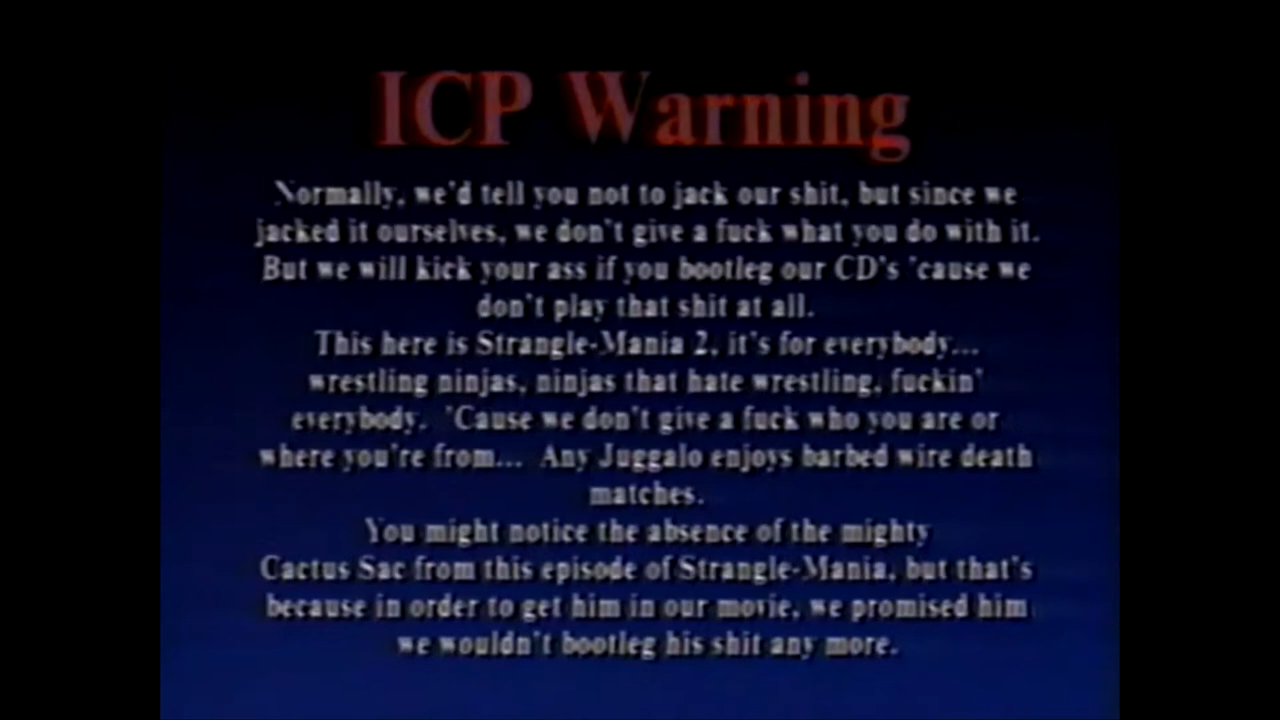 ICP Warning
Normally, we'd tell you not to jack our shit, but since we
jacked it ourselves, we don't give a fuck what you do with it.
But we will kick your ass if you bootleg our CD's 'cause we
don't play that shit at all.
This here is Strangle-Mania 2, it's for everybody...
wrestling ninjas, ninjas that hate wrestling, fuckin'
everybody.  'Cause we don't give a fuck who you are or
where you're from...  Any Juggalo enjoys barbed wire death
matches.
You might notice the absence of the mighty
Cactus Sac from this episode of Strangle-Mania, but that's
because in order to get him in our movie, we promised him
we wouldn't bootleg his shit any more.